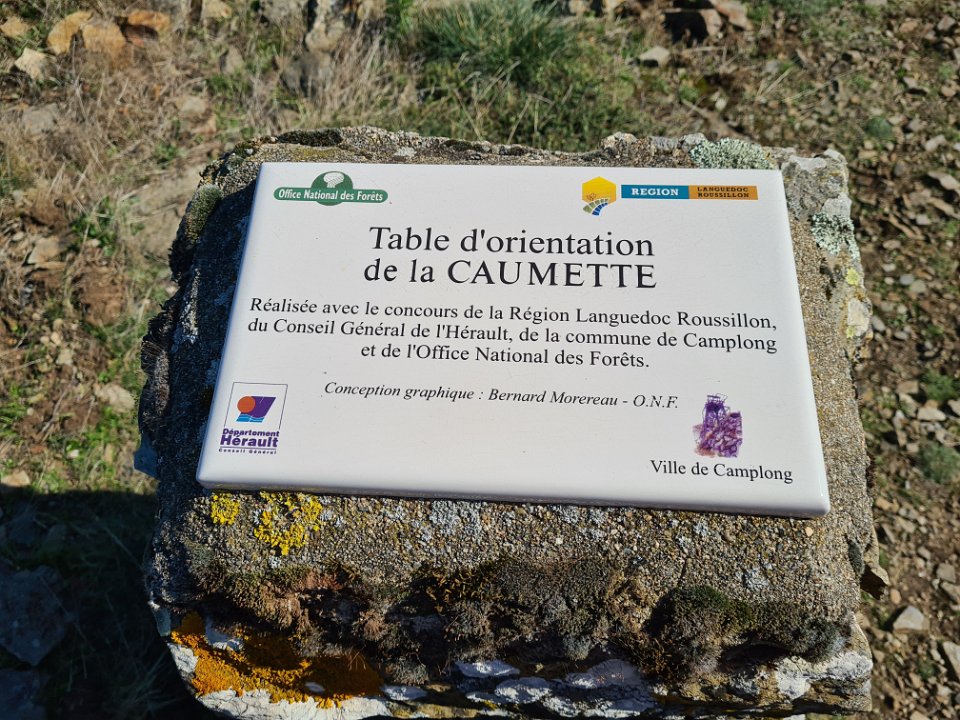 Office National des Forêts
REGION LANGUEDOC ROUSSILLON
Table d'orientation
de la CAUMETTE
Réalisée avec le concours de la Région Languedoc Roussillon,
du Conseil Général de l'Hérault, de la commune de Camplong
et de l'Office National des Forêts.
Conception graphique : Bernard Morereau - O.N.F.
Département
Hérault
Conseil Général
Ville de Camplong